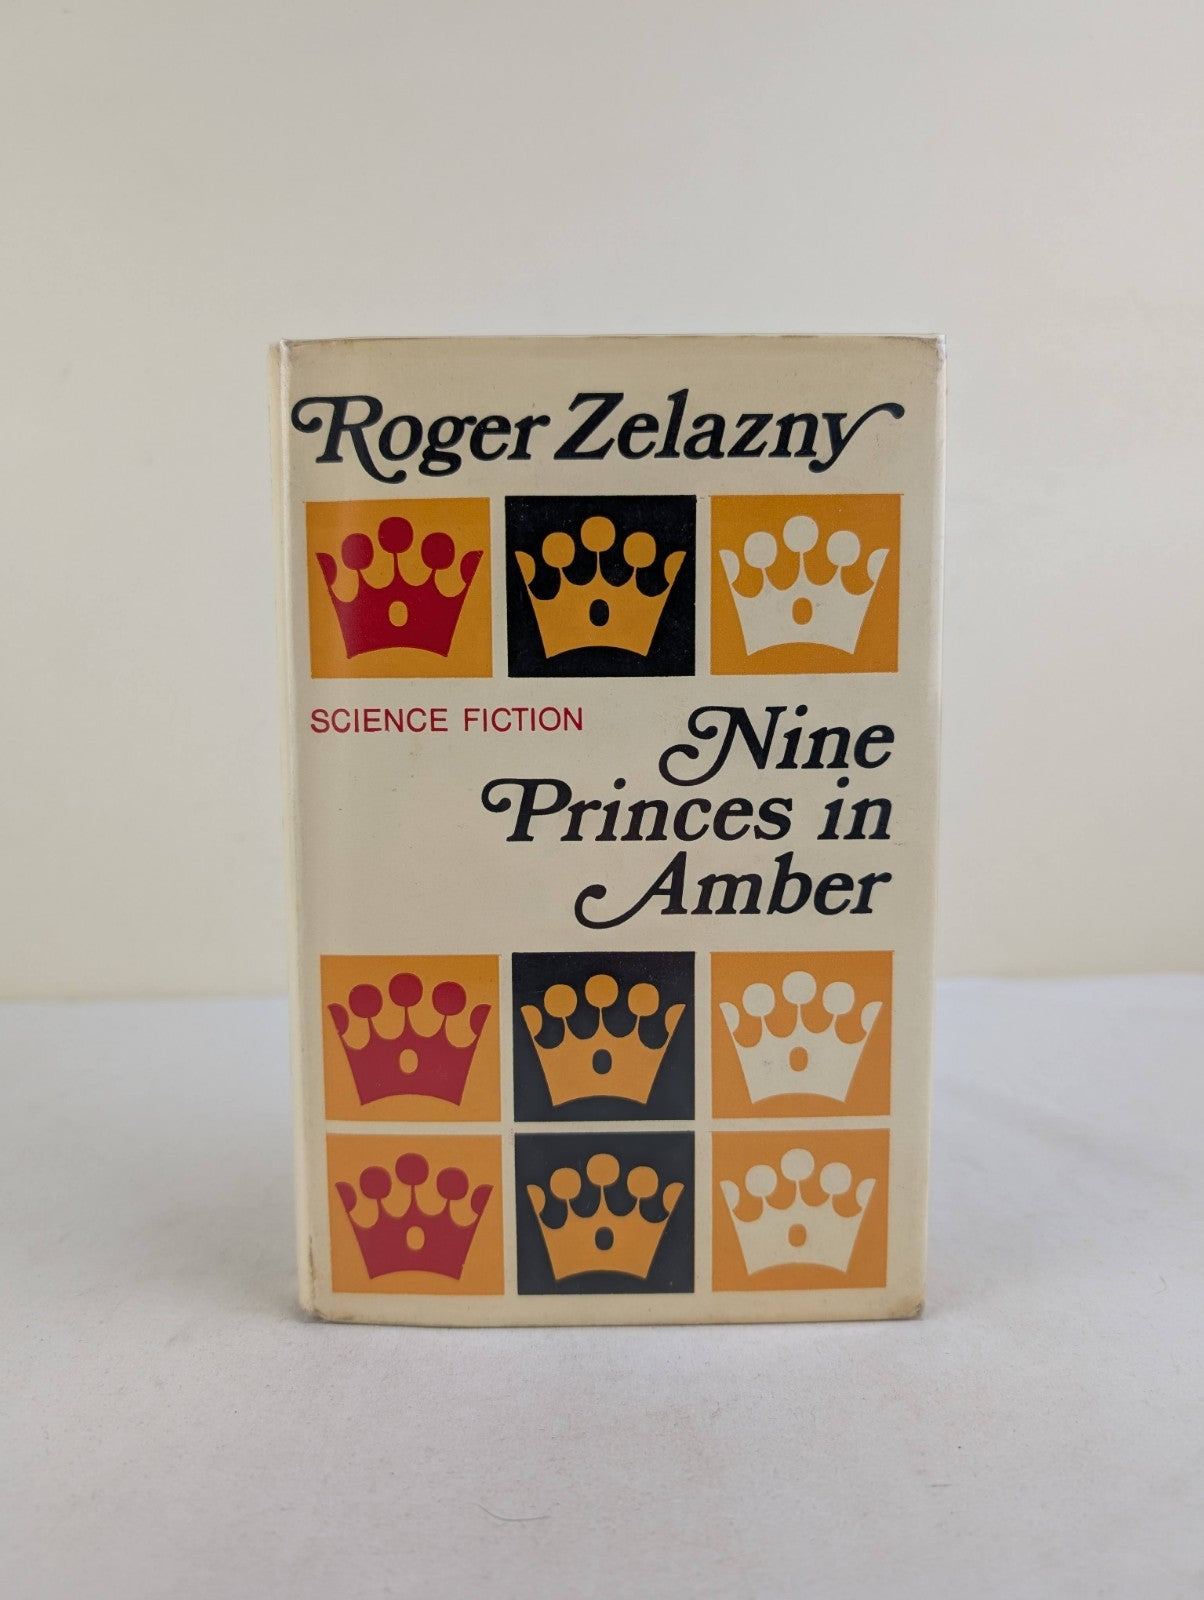 Roger Zelazny
SCIENCE FICTION
Nine
Princes in
Amber